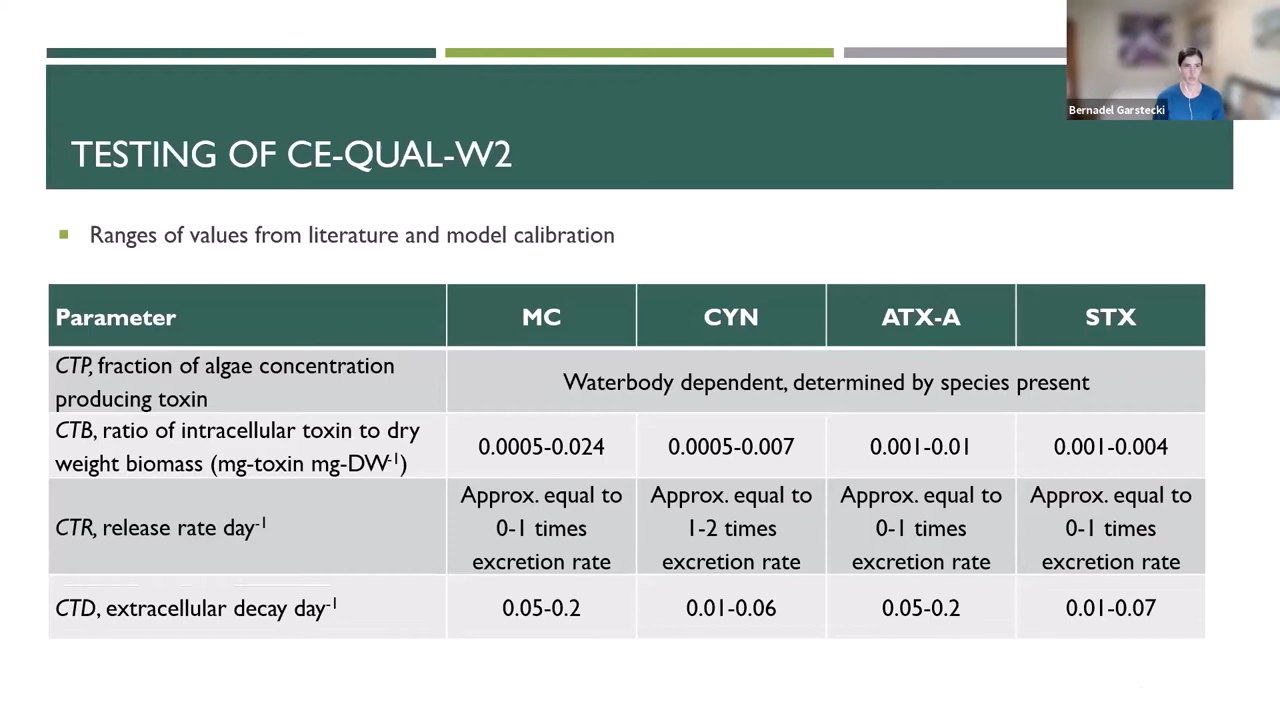 Bernadel Garstecki
TESTING OF CE-QUAL-W2
Ranges of values from literature and model calibration
Parameter MC CYN ATX-A STX
CTP, fraction of algae concentration
producing toxin
Waterbody dependent, determined by species present
CTB, ratio of intracellular toxin to dry
weight biomass (mg-toxin mg-DW⁻¹)
0.0005-0.024 0.0005-0.007 0.001-0.01 0.001-0.004
CTR, release rate day⁻¹
Approx. equal to
0-1 times
excretion rate
Approx. equal to
1-2 times
excretion rate
Approx. equal to
0-1 times
excretion rate
Approx. equal to
0-1 times
excretion rate
CTD, extracellular decay day⁻¹ 0.05-0.2 0.01-0.06 0.05-0.2 0.01-0.07